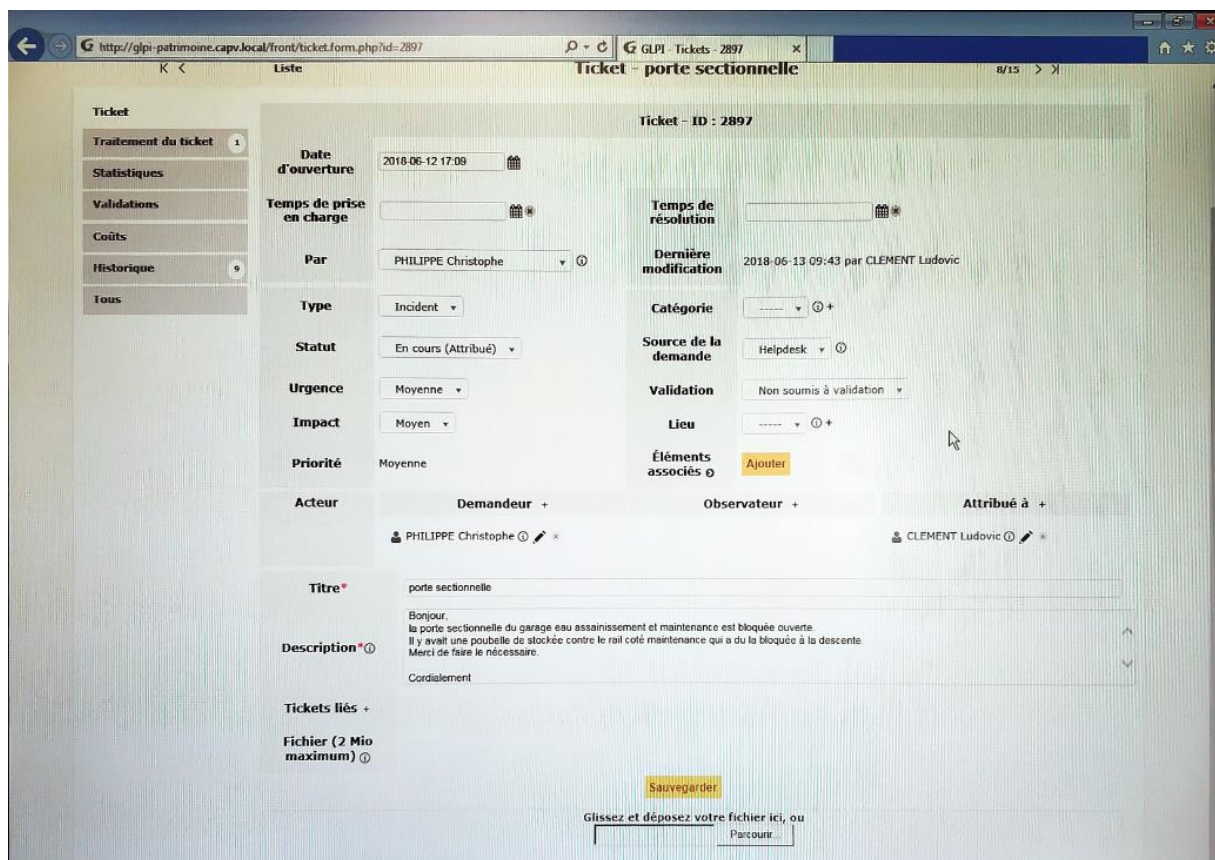 http://glpi-patrimoine.capv.local/front/ticket.form.php?id=2897
GLPI - Tickets - 2897
Liste
Ticket - porte sectionnelle
8/15
Ticket
Ticket - ID : 2897
Traitement du ticket 1
Statistiques
Validations
Coûts
Historique 9
Tous
Date d'ouverture
2018-06-12 17:09
Temps de prise en charge
Temps de résolution
Par
PHILIPPE Christophe
Dernière modification
2018-06-13 09:43 par CLEMENT Ludovic
Type
Incident
Catégorie
-----
Statut
En cours (Attribué)
Source de la demande
Helpdesk
Urgence
Moyenne
Validation
Non soumis à validation
Impact
Moyen
Lieu
-----
Priorité
Moyenne
Éléments associés
Ajouter
Acteur
Demandeur +
Observateur +
Attribué à +
PHILIPPE Christophe
CLEMENT Ludovic
Titre*
porte sectionnelle
Description*
Bonjour,
la porte sectionnelle du garage eau assainissement et maintenance est bloquée ouverte.
Il y avait une poubelle de stockée contre le rail coté maintenance qui a du la bloquée à la descente.
Merci de faire le nécessaire.
Cordialement
Tickets liés +
Fichier (2 Mio maximum)
Sauvegarder
Glissez et déposez votre fichier ici, ou
Parcourir...